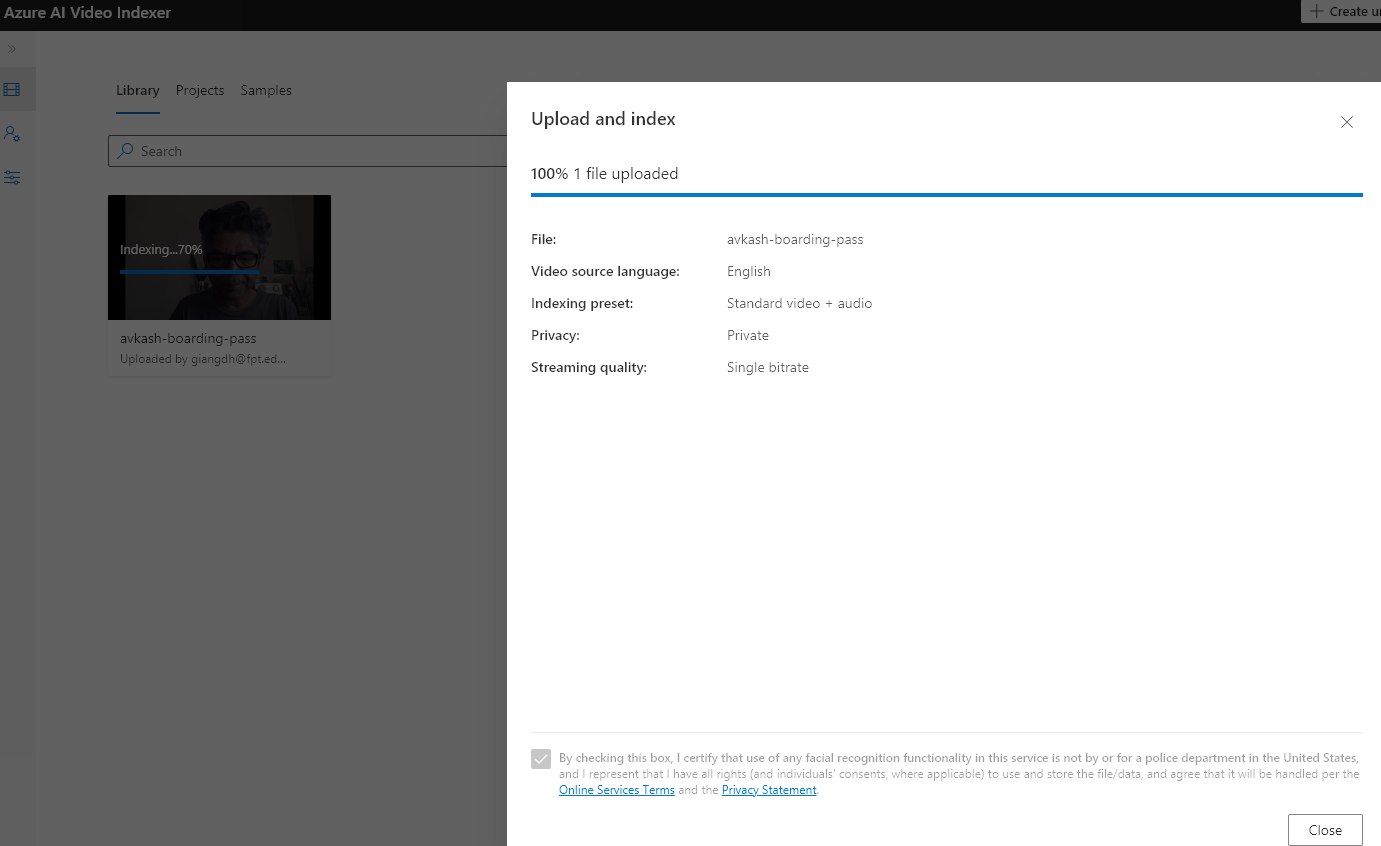 Azure AI Video Indexer
Create u
Library Projects Samples
Search
Indexing...70%
avkash-boarding-pass
Uploaded by giangdh@fpt.ed...
Upload and index
100% 1 file uploaded
File: avkash-boarding-pass
Video source language: English
Indexing preset: Standard video + audio
Privacy: Private
Streaming quality: Single bitrate
By checking this box, I certify that use of any facial recognition functionality in this service is not by or for a police department in the United States,
and I represent that I have all rights (and individuals' consents, where applicable) to use and store the file/data, and agree that it will be handled per the
Online Services Terms and the Privacy Statement.
Close